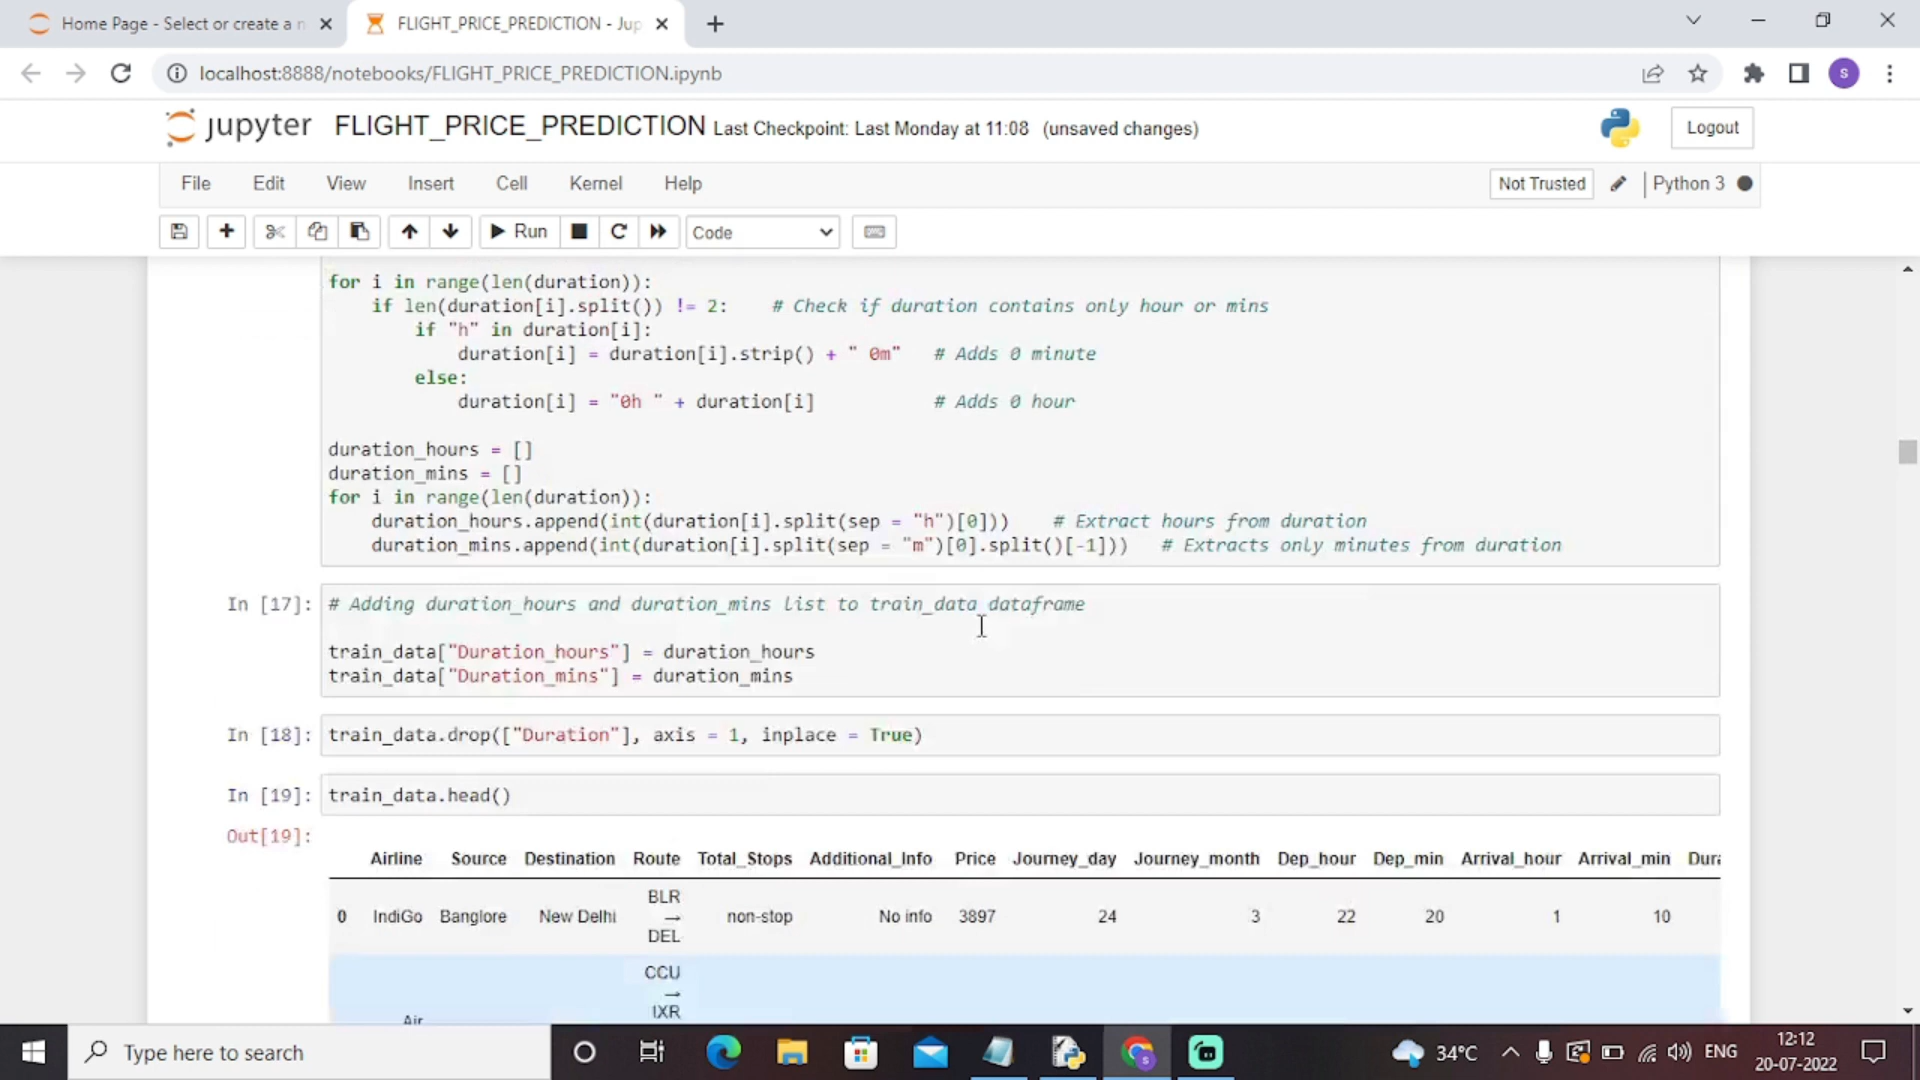 Home Page - Select or create a n
FLIGHT_PRICE_PREDICTION - Jup
localhost:8888/notebooks/FLIGHT_PRICE_PREDICTION.ipynb
S
jupyter FLIGHT_PRICE_PREDICTION Last Checkpoint: Last Monday at 11:08 (unsaved changes)
Logout
File Edit View Insert Cell Kernel Help
Not Trusted Python 3
Run Code
for i in range(len(duration)):
    if len(duration[i].split()) != 2:    # Check if duration contains only hour or mins
        if "h" in duration[i]:
            duration[i] = duration[i].strip() + " 0m"   # Adds 0 minute
        else:
            duration[i] = "0h " + duration[i]           # Adds 0 hour
duration_hours = []
duration_mins = []
for i in range(len(duration)):
    duration_hours.append(int(duration[i].split(sep = "h")[0]))    # Extract hours from duration
    duration_mins.append(int(duration[i].split(sep = "m")[0].split()[-1]))   # Extracts only minutes from duration
In [17]: # Adding duration_hours and duration_mins list to train_data dataframe
train_data["Duration_hours"] = duration_hours
train_data["Duration_mins"] = duration_mins
In [18]: train_data.drop(["Duration"], axis = 1, inplace = True)
In [19]: train_data.head()
Out[19]:
Airline Source Destination Route Total_Stops Additional_Info Price Journey_day Journey_month Dep_hour Dep_min Arrival_hour Arrival_min Dura
0 IndiGo Banglore New Delhi BLR → DEL non-stop No info 3897 24 3 22 20 1 10
CCU
→
IXR
Air
Type here to search
34°C
ENG
12:12
20-07-2022